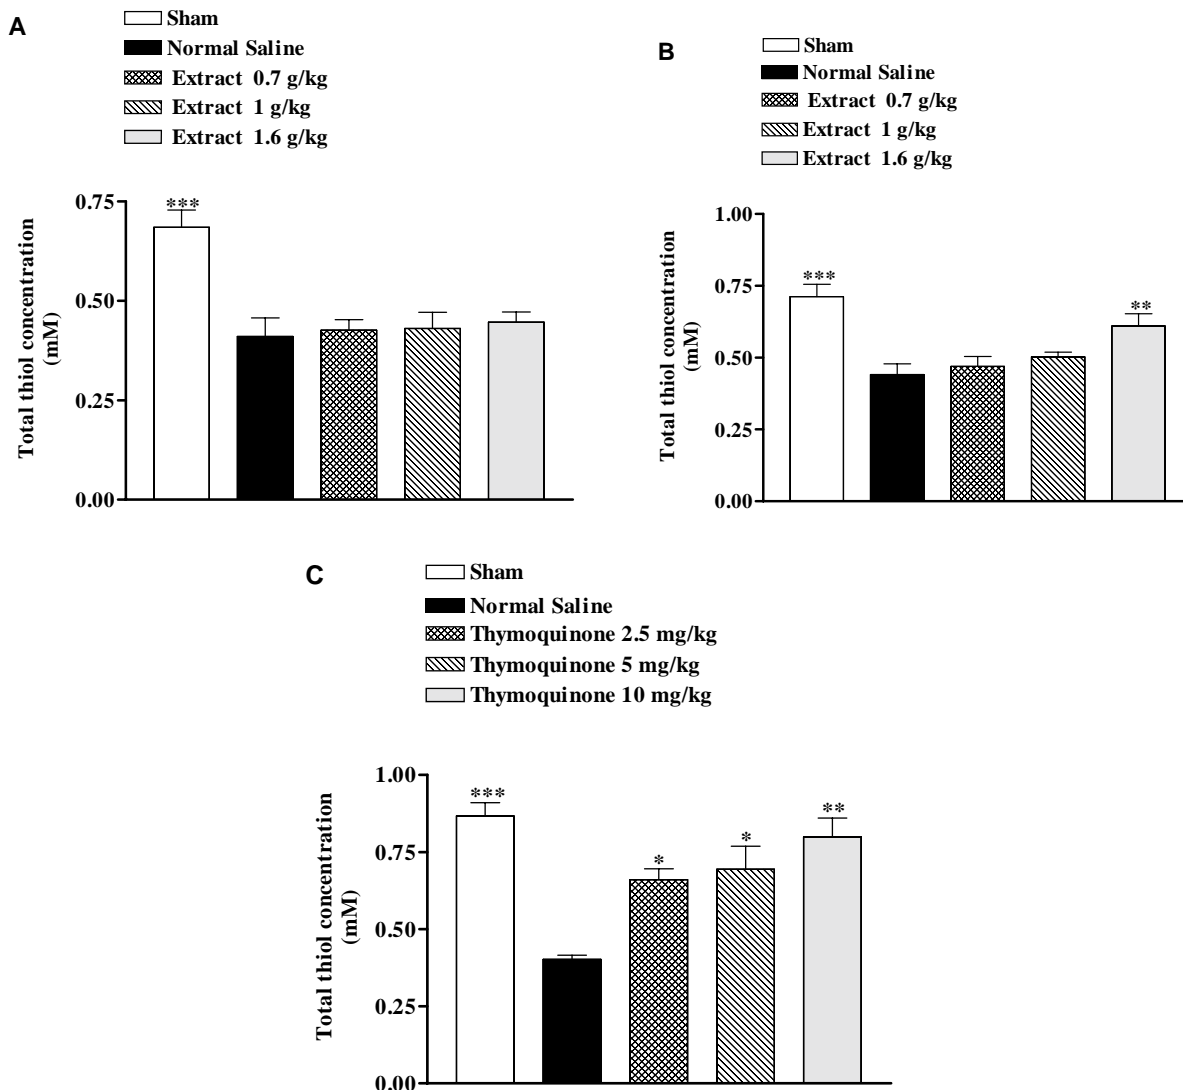 A
Sham
Normal Saline
Extract 0.7 g/kg
Extract 1 g/kg
Extract 1.6 g/kg
0.75
0.50
0.25
0.00
Total thiol concentration
(mM)
***
B
Sham
Normal Saline
Extract 0.7 g/kg
Extract 1 g/kg
Extract 1.6 g/kg
1.00
0.75
0.50
0.25
0.00
Total thiol concentration
(mM)
***
**
C
Sham
Normal Saline
Thymoquinone 2.5 mg/kg
Thymoquinone 5 mg/kg
Thymoquinone 10 mg/kg
1.00
0.75
0.50
0.25
0.00
Total thiol concentration
(mM)
***
*
*
**